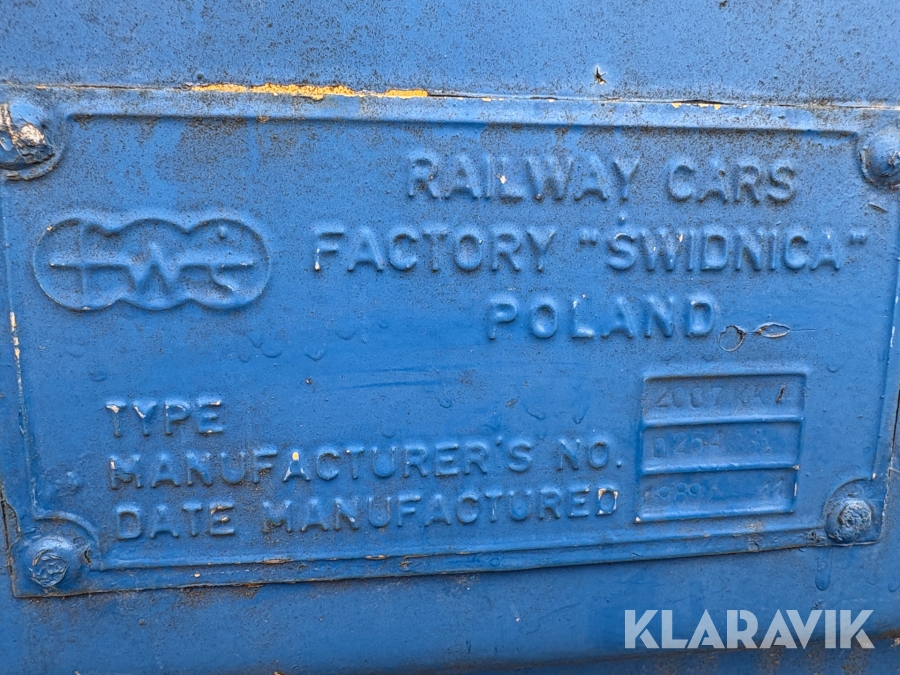 RAILWAY CARS
FACTORY "ŚWIDNICA"
POLAND
TYPE
MANUFACTURER'S NO.
DATE MANUFACTURED
KLARAVIK